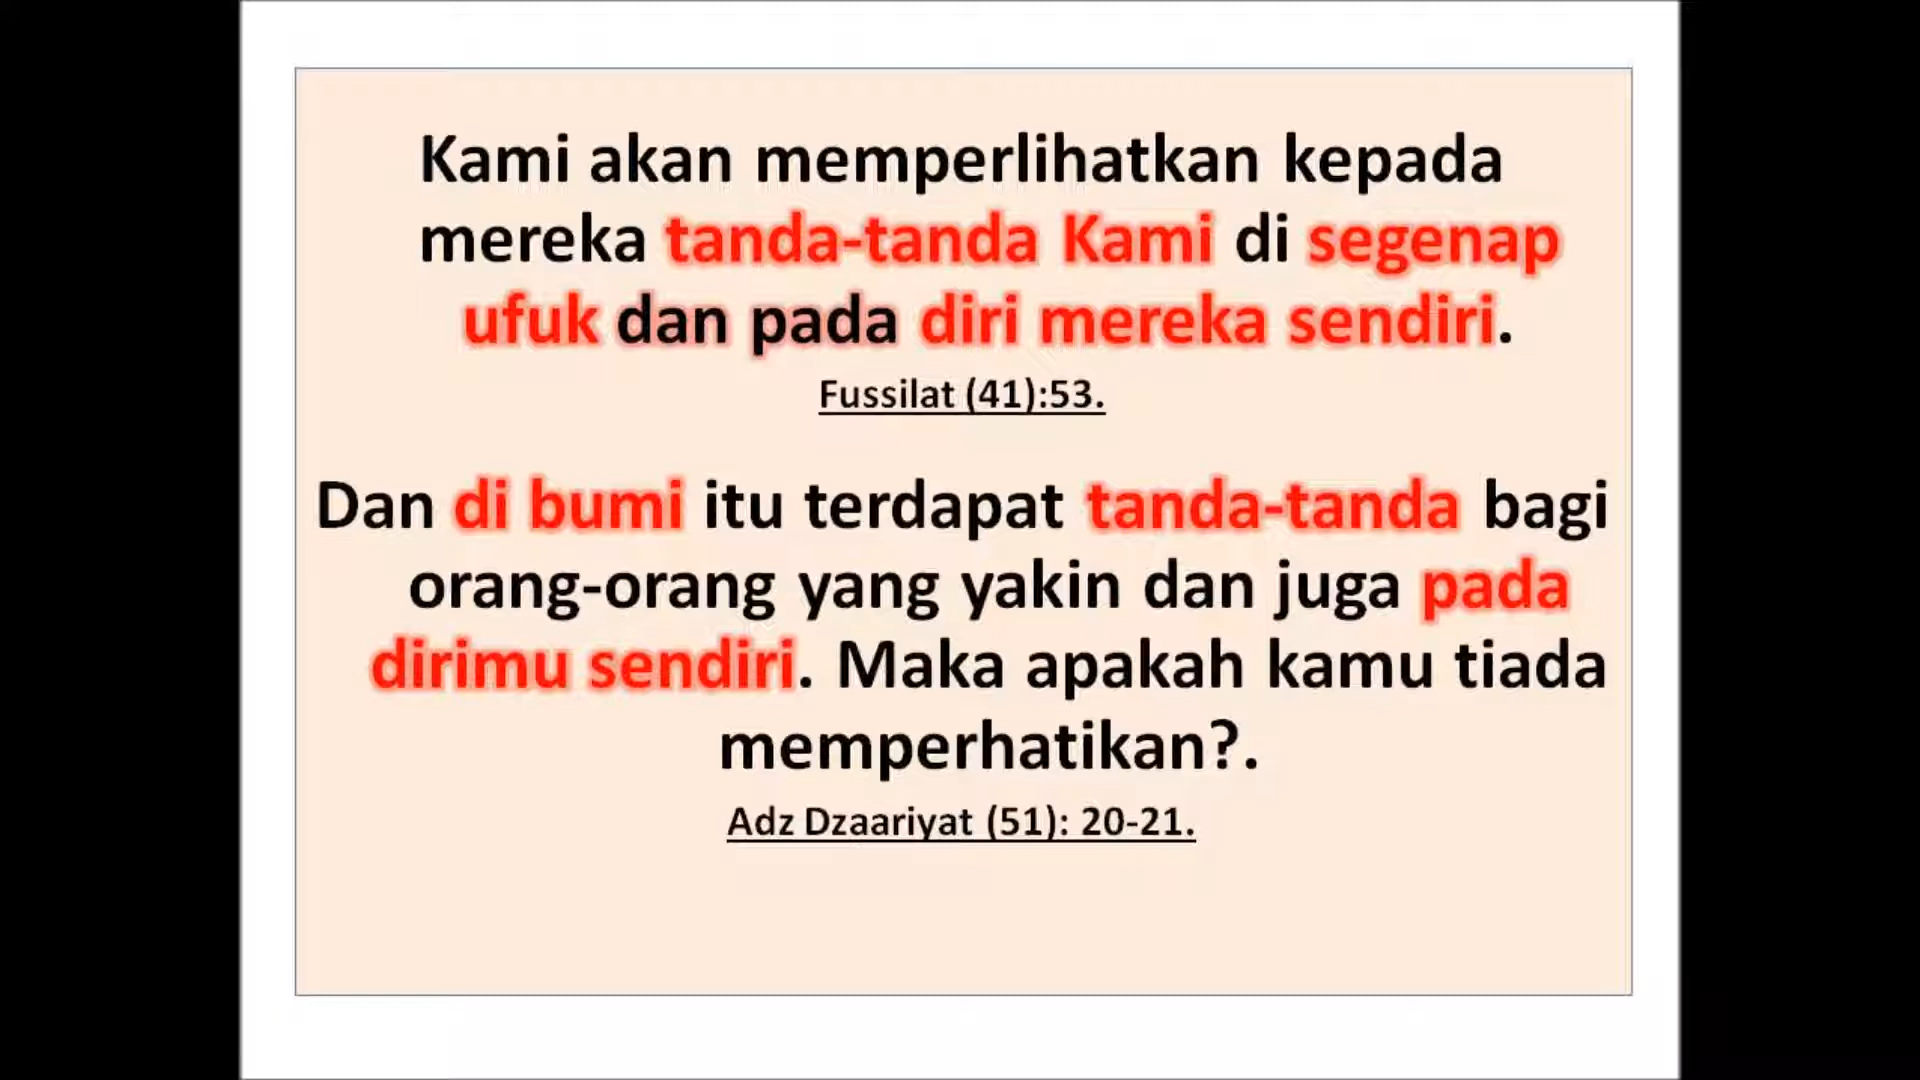 Kami akan memperlihatkan kepada
mereka tanda-tanda Kami di segenap
ufuk dan pada diri mereka sendiri.
Fussilat (41):53.
Dan di bumi itu terdapat tanda-tanda bagi
orang-orang yang yakin dan juga pada
dirimu sendiri. Maka apakah kamu tiada
memperhatikan?.
Adz Dzaariyat (51): 20-21.